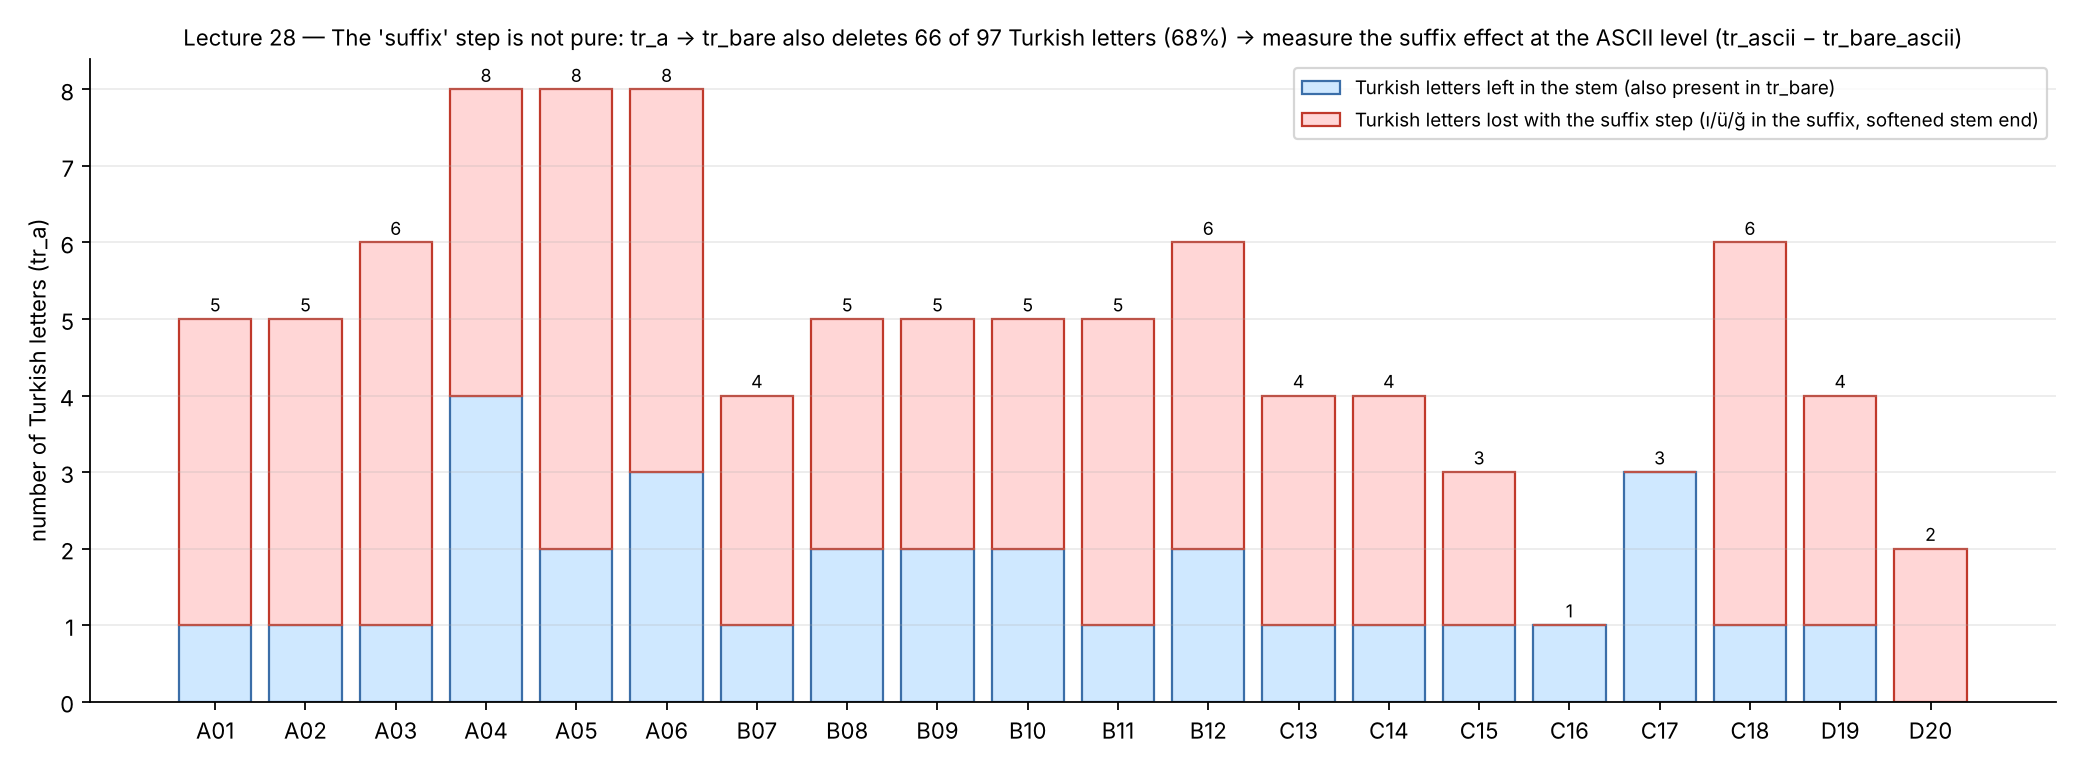 Lecture 28 — The 'suffix' step is not pure: tr_a → tr_bare also deletes 66 of 97 Turkish letters (68%) → measure the suffix effect at the ASCII level (tr_ascii − tr_bare_ascii)
Turkish letters left in the stem (also present in tr_bare)
Turkish letters lost with the suffix step (ı/ü/ğ in the suffix, softened stem end)
number of Turkish letters (tr_a)
8
7
6
5
4
3
2
1
0
5 5 6 8 8 8 4 5 5 5 5 6 4 4 3 1 3 6 4 2
A01 A02 A03 A04 A05 A06 B07 B08 B09 B10 B11 B12 C13 C14 C15 C16 C17 C18 D19 D20